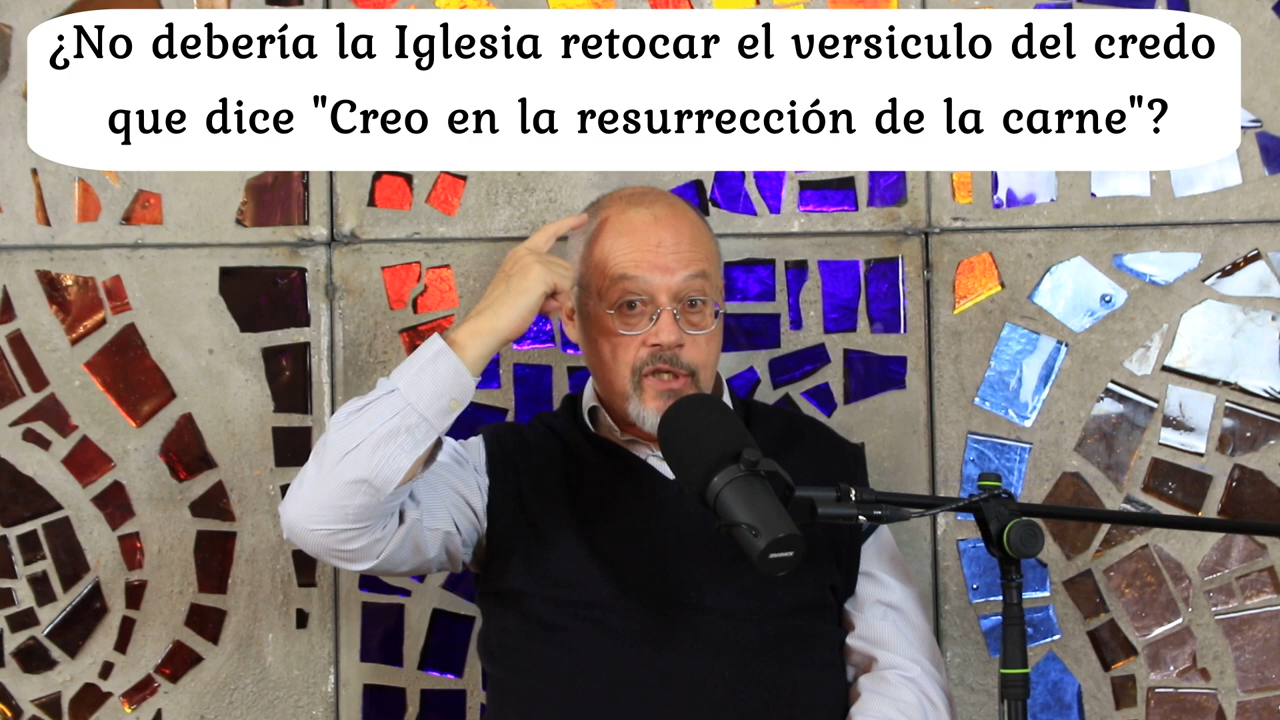 ¿No debería la Iglesia retocar el versiculo del credo
que dice "Creo en la resurrección de la carne"?